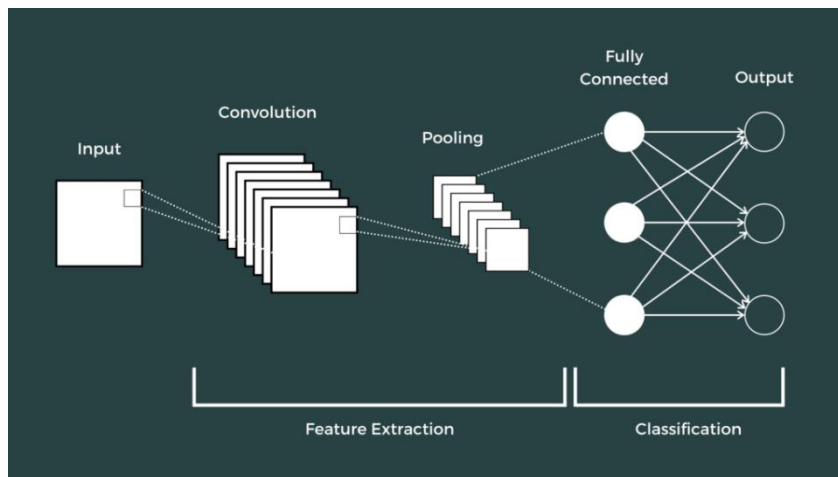 Input
Convolution
Pooling
Fully
Connected
Output
Feature Extraction
Classification